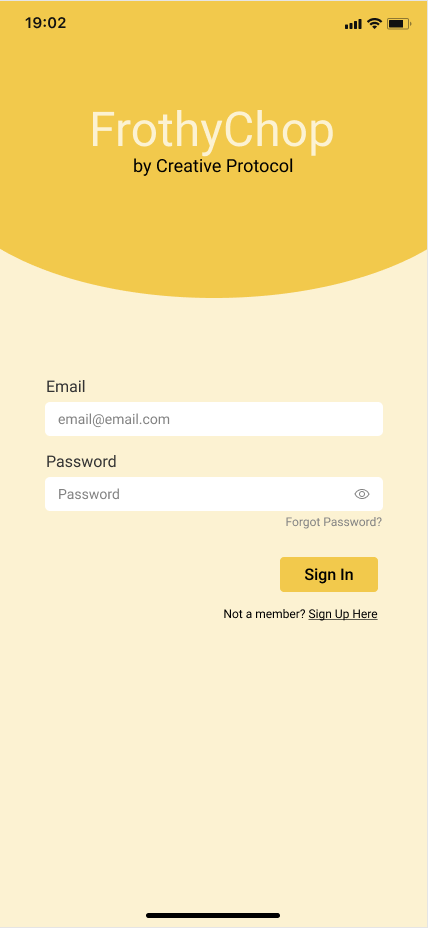 19:02
FrothyChop
by Creative Protocol
Email
email@email.com
Password
Password
Forgot Password?
Sign In
Not a member? Sign Up Here